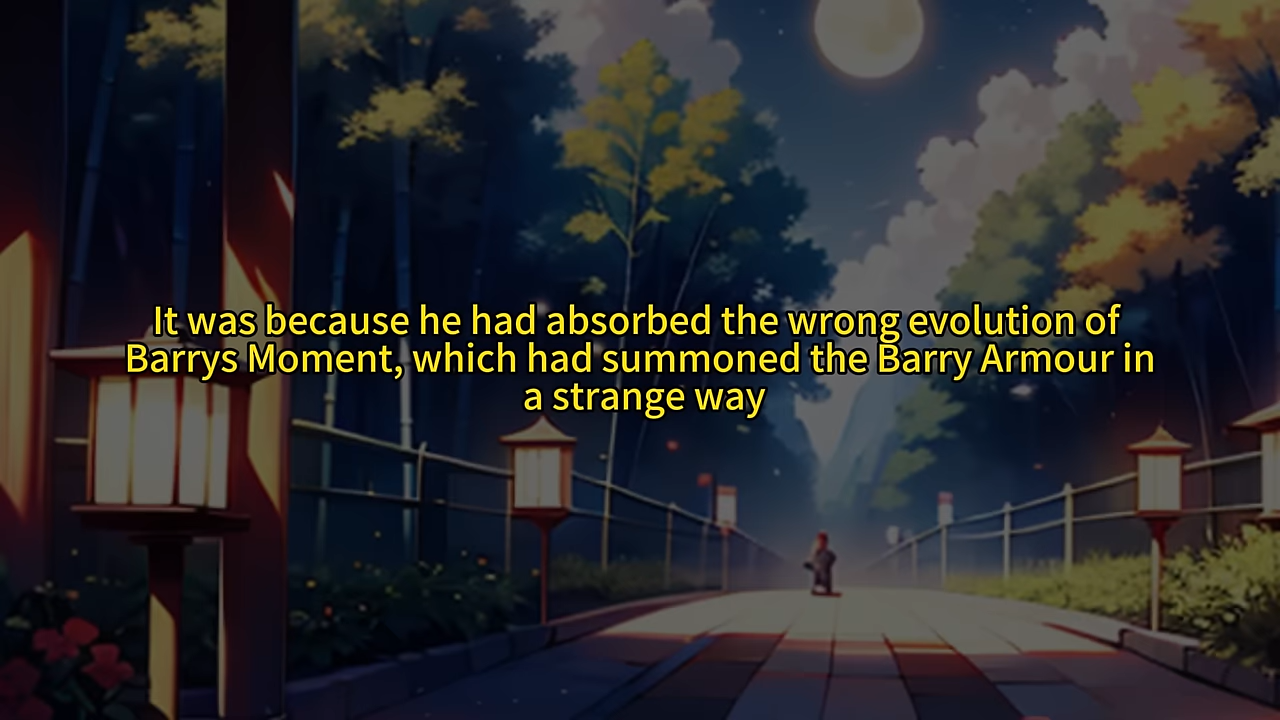 It was because he had absorbed the wrong evolution of
Barrys Moment, which had summoned the Barry Armour in
a strange way